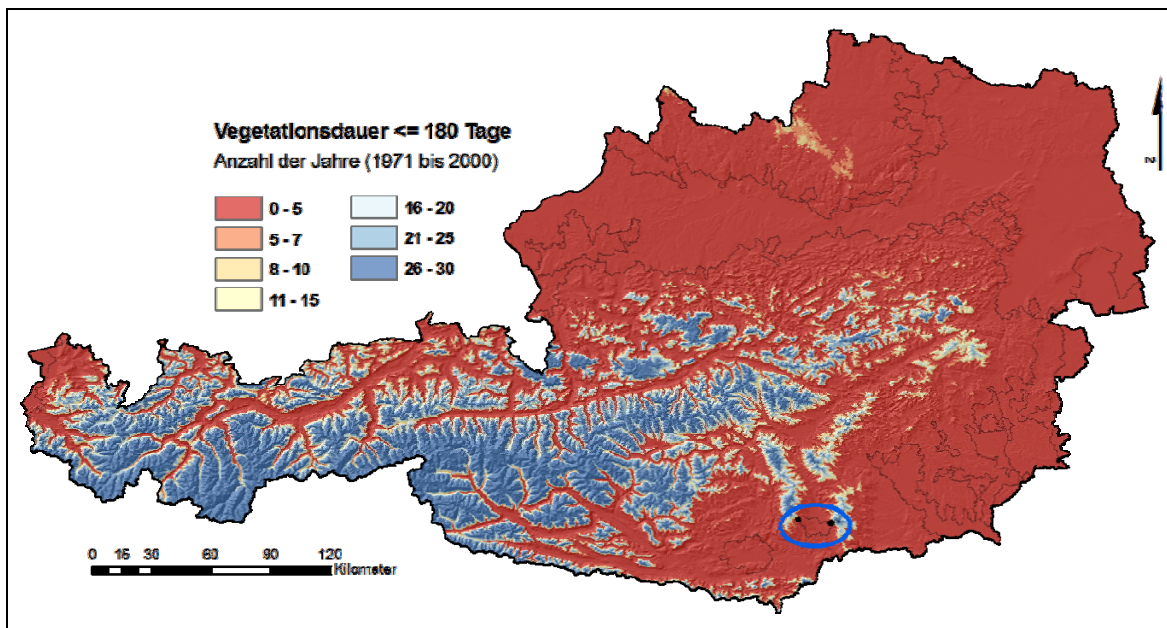 Vegetationsdauer <= 180 Tage
Anzahl der Jahre (1971 bis 2000)
0 - 5
16 - 20
5 - 7
21 - 25
8 - 10
26 - 30
11 - 15
N
0 15 30 60 90 120
Kilometer